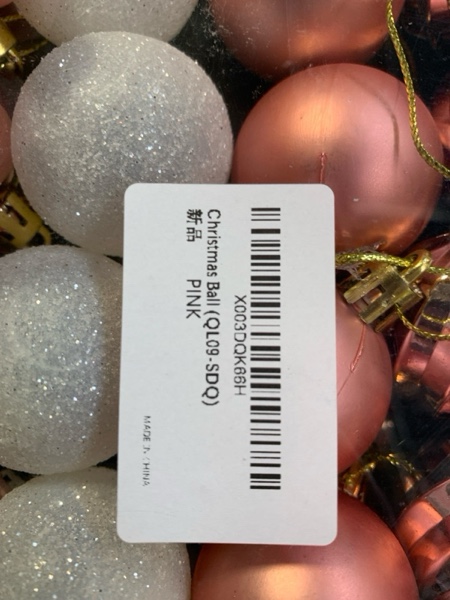 X003DQK66H
Christmas Ball (QL09-SDQ)
PINK
新品
MADE IN CHINA